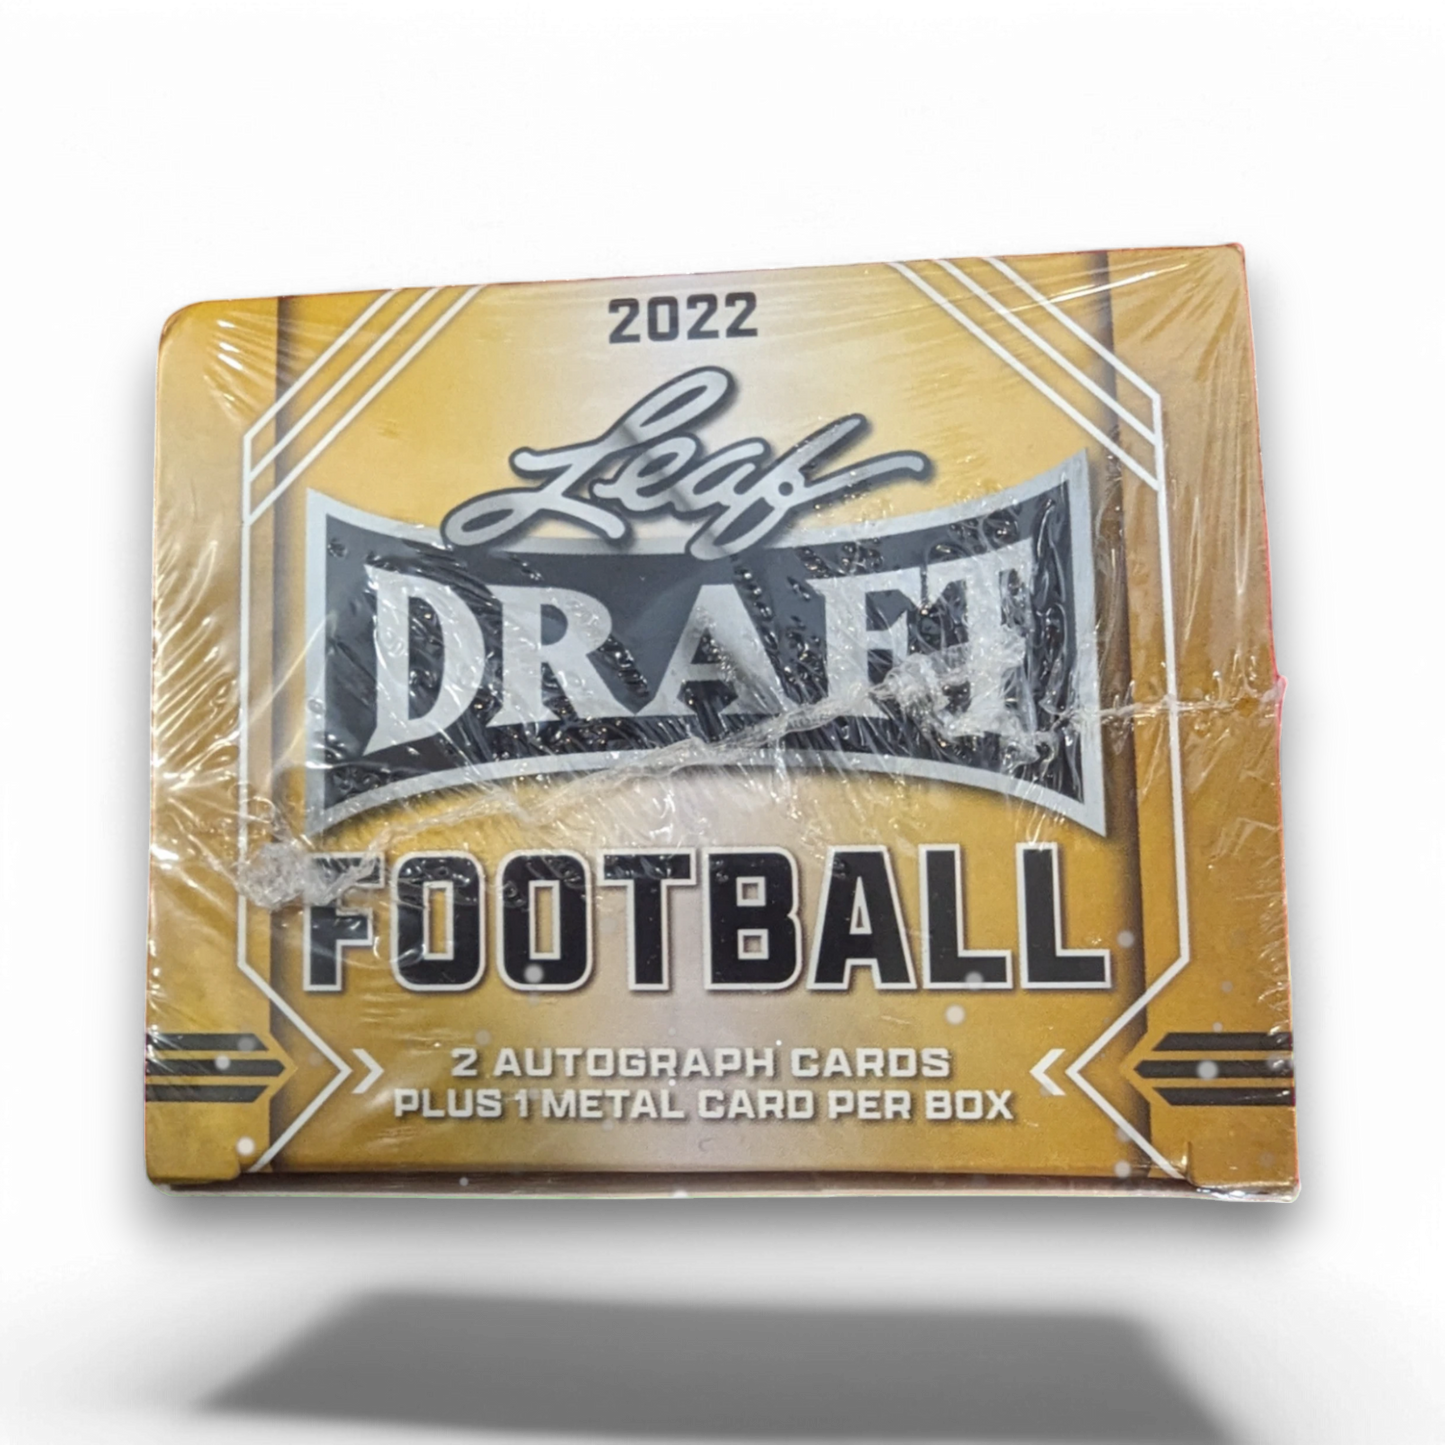 2022
Leaf
DRAFT
FOOTBALL
2 AUTOGRAPH CARDS
PLUS 1 METAL CARD PER BOX